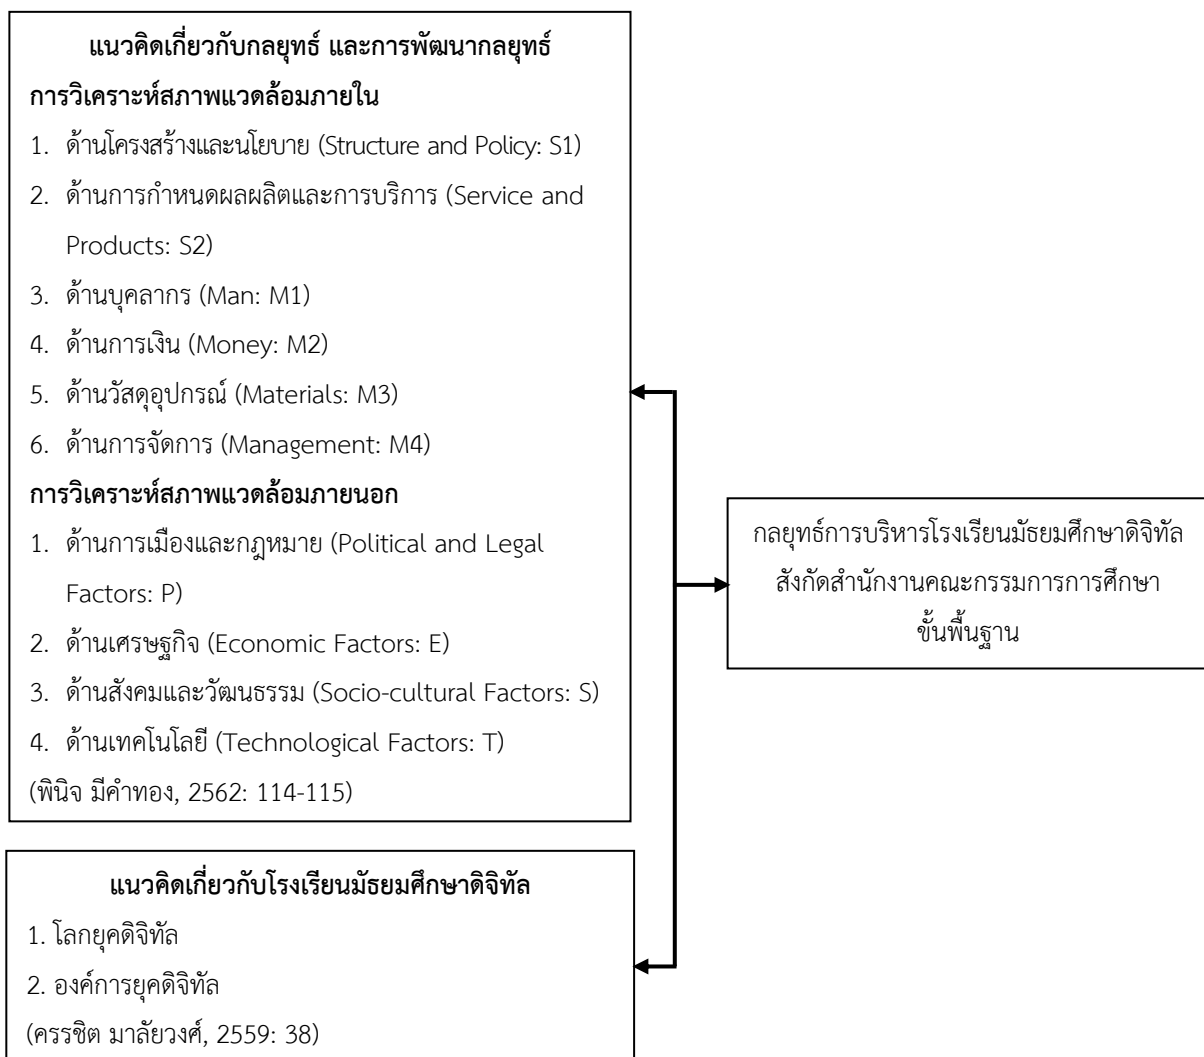 แนวคิดเกี่ยวกับกลยุทธ์ และการพัฒนากลยุทธ์
การวิเคราะห์สภาพแวดล้อมภายใน
1. ด้านโครงสร้างและนโยบาย (Structure and Policy: S1)
2. ด้านการกำหนดผลผลิตและการบริการ (Service and
Products: S2)
3. ด้านบุคลากร (Man: M1)
4. ด้านการเงิน (Money: M2)
5. ด้านวัสดุอุปกรณ์ (Materials: M3)
6. ด้านการจัดการ (Management: M4)
การวิเคราะห์สภาพแวดล้อมภายนอก
1. ด้านการเมืองและกฎหมาย (Political and Legal
Factors: P)
2. ด้านเศรษฐกิจ (Economic Factors: E)
3. ด้านสังคมและวัฒนธรรม (Socio-cultural Factors: S)
4. ด้านเทคโนโลยี (Technological Factors: T)
(พินิจ มีคำทอง, 2562: 114-115)
แนวคิดเกี่ยวกับโรงเรียนมัธยมศึกษาดิจิทัล
1. โลกยุคดิจิทัล
2. องค์การยุคดิจิทัล
(ครรชิต มาลัยวงศ์, 2559: 38)
กลยุทธ์การบริหารโรงเรียนมัธยมศึกษาดิจิทัล
สังกัดสำนักงานคณะกรรมการการศึกษา
ขั้นพื้นฐาน